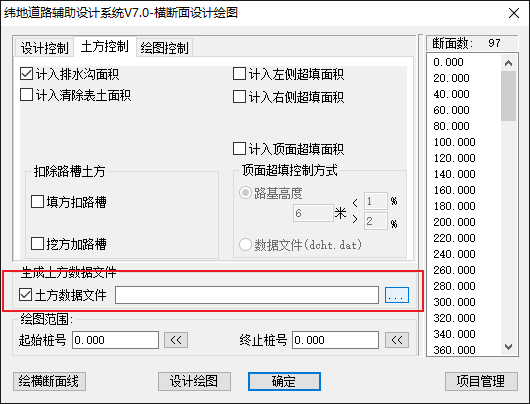 纬地道路辅助设计系统V7.0-横断面设计绘图
设计控制 土方控制 绘图控制
计入排水沟面积
计入清除表土面积
计入左侧超填面积
计入右侧超填面积
计入顶面超填面积
扣除路槽土方
填方扣路槽
挖方加路槽
顶面超填控制方式
路基高度
6 米 < 1 %
> 2 %
数据文件(dcht.dat)
生成土方数据文件
土方数据文件 ...
绘图范围:
起始桩号 0.000 << 终止桩号 0.000 <<
绘横断面线 设计绘图 确定 项目管理
断面数: 97
0.000
20.000
40.000
60.000
80.000
100.000
120.000
140.000
160.000
180.000
200.000
220.000
240.000
260.000
280.000
300.000
320.000
340.000
360.000